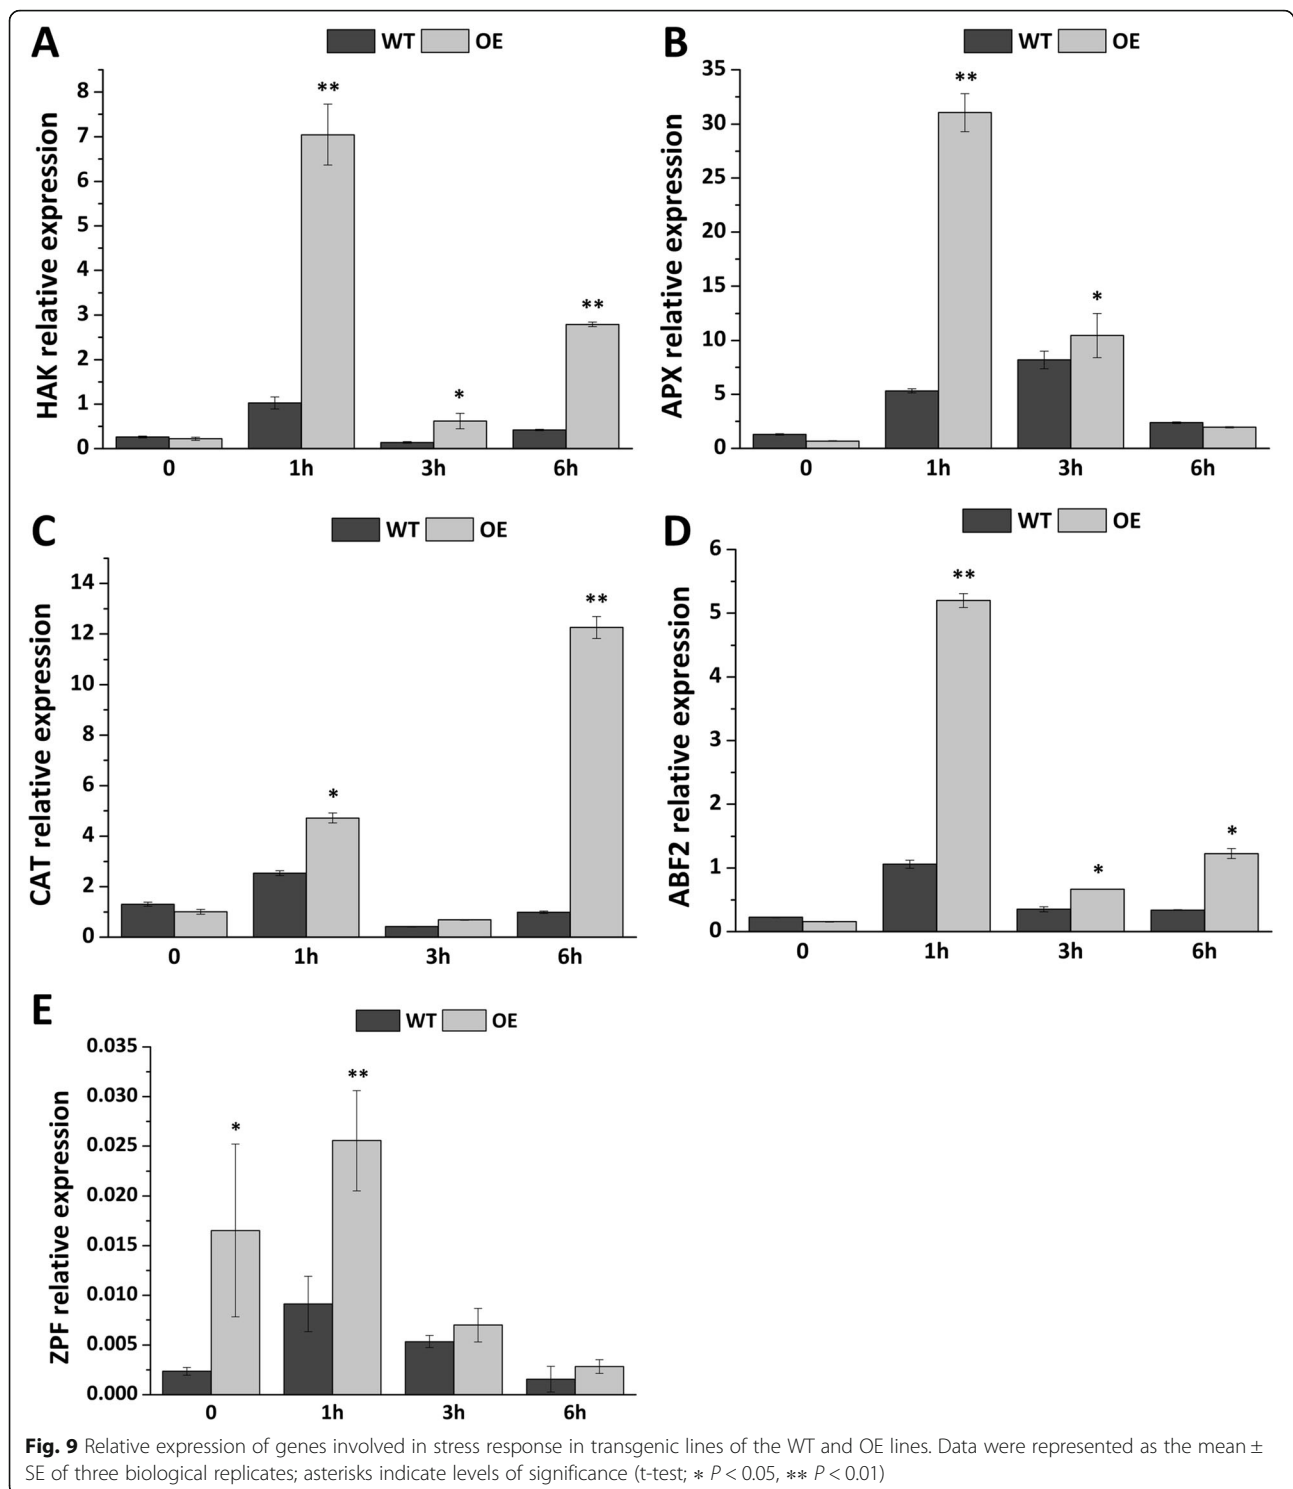 A
WT OE
HAK relative expression
8
7
6
5
4
3
2
1
0
**
*
**
0 1h 3h 6h
B
WT OE
APX relative expression
35
30
25
20
15
10
5
0
**
*
0 1h 3h 6h
C
WT OE
CAT relative expression
14
12
10
8
6
4
2
0
*
**
0 1h 3h 6h
D
WT OE
ABF2 relative expression
6
5
4
3
2
1
0
**
*
*
0 1h 3h 6h
E
WT OE
ZPF relative expression
0.035
0.030
0.025
0.020
0.015
0.010
0.005
0.000
*
**
0 1h 3h 6h
Fig. 9 Relative expression of genes involved in stress response in transgenic lines of the WT and OE lines. Data were represented as the mean ±
SE of three biological replicates; asterisks indicate levels of significance (t-test; * P < 0.05, ** P < 0.01)